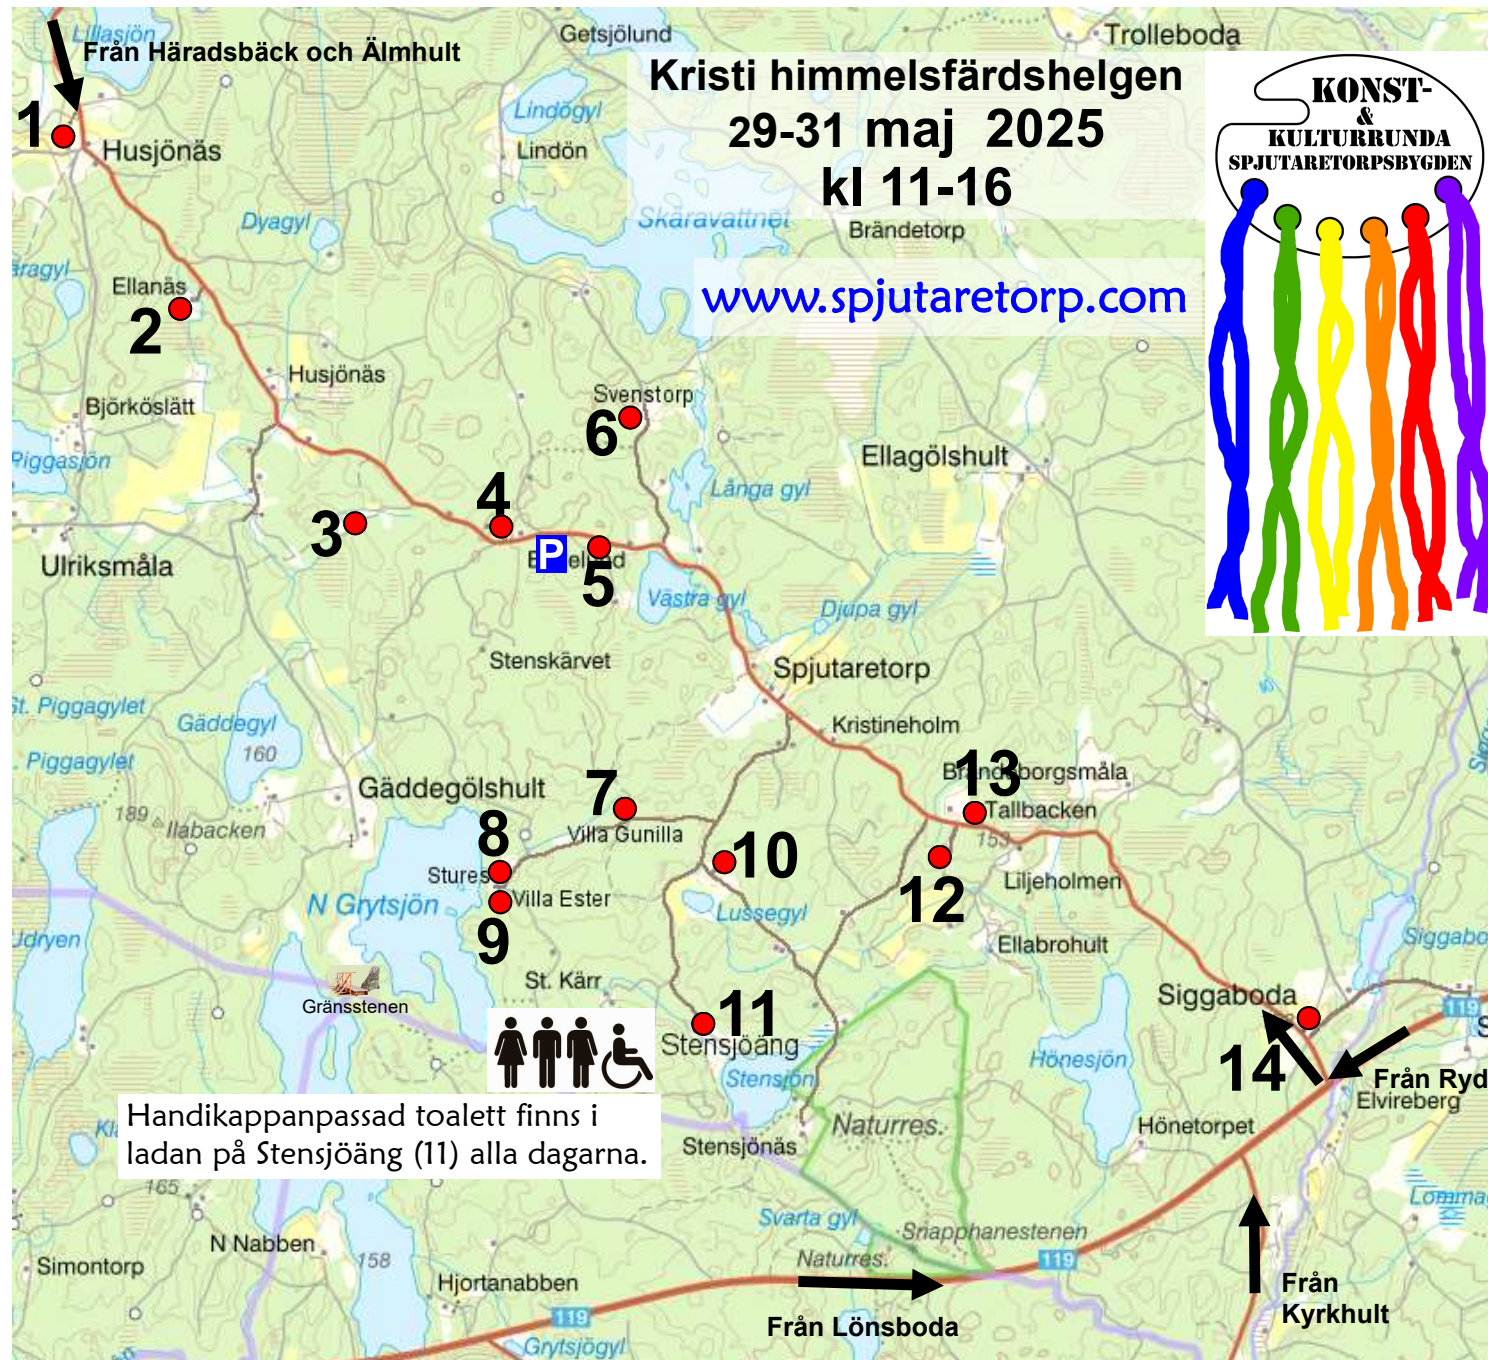 Lillasjön
Från Häradsbäck och Älmhult
Getsjölund
Trolleboda
Kristi himmelsfärdshelgen
29-31 maj 2025
kl 11-16
KONST-
&
KULTURRUNDA
SPJUTARETORPSBYGDEN
www.spjutaretorp.com
1
Husjönäs
Lindögyl
Lindön
Dyagyl
Skäravattnet
Brändetorp
Ellanäs
2
Husjönäs
Björköslätt
Svenstorp
6
Piggasjön
Ellagölshult
Långa gyl
4
3
P
5
Ulriksmåla
Västra gyl
Djupa gyl
Stenskärvet
Spjutaretorp
St. Piggagylet
Gäddegyl
Kristineholm
160
Piggagylet
Gäddegölshult
7
13
Brändeborgsmåla
Tallbacken
189
Ilabacken
Villa Gunilla
8
10
153
Stures
12
Liljeholmen
N Grytsjön
Villa Ester
Lussegyl
9
Udryen
Ellabrohult
Siggabo
St. Kärr
Gränsstenen
Siggaboda
119
11
Stensjöäng
Hönesjön
14
Stensjön
Från Ryd
Elvireberg
Handikappanpassad toalett finns i
ladan på Stensjöäng (11) alla dagarna.
Naturres.
Hönetorpet
Stensjönäs
165
Lomma
Svarta gyl
Snapphanestenen
N Nabben
158
Naturres.
119
Simontorp
Hjortanabben
Från
Kyrkhult
119
Från Lönsboda
Grytsjögyl